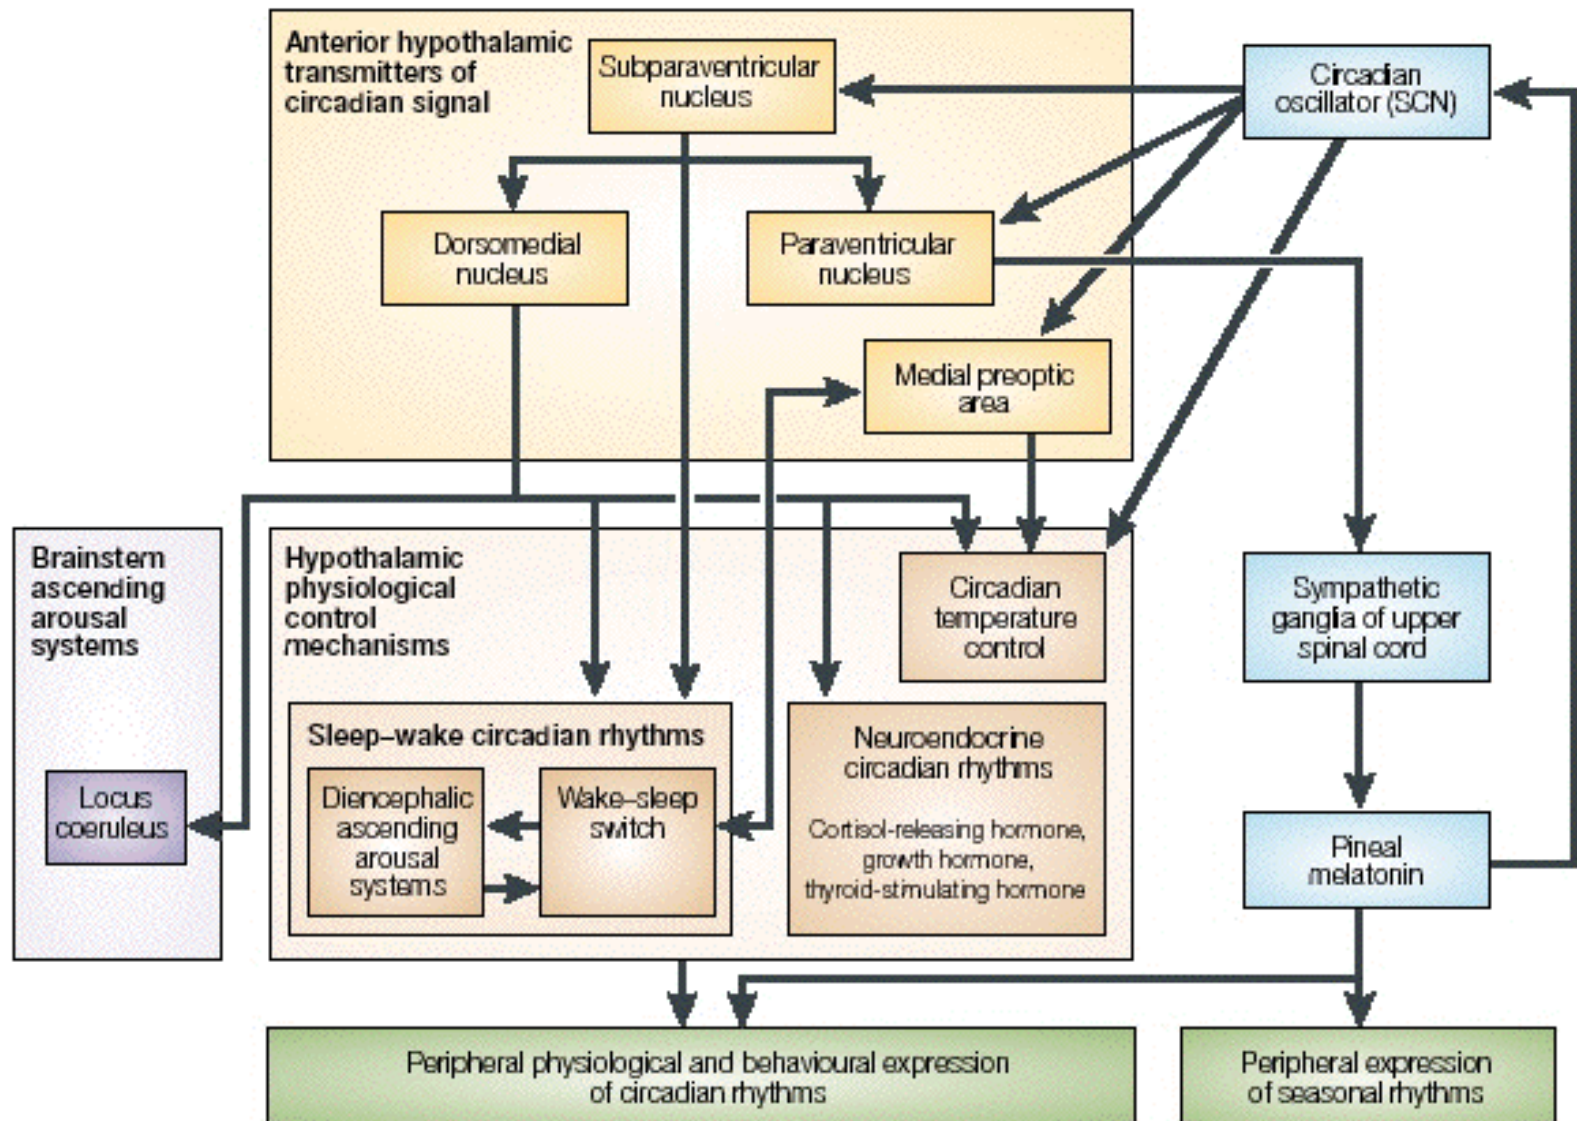 Anterior hypothalamic
transmitters of
circadian signal
Subparaventricular
nucleus
Circadian
oscillator (SCN)
Dorsomedial
nucleus
Paraventricular
nucleus
Medial preoptic
area
Brainstem
ascending
arousal
systems
Hypothalamic
physiological
control
mechanisms
Circadian
temperature
control
Sympathetic
ganglia of upper
spinal cord
Sleep–wake circadian rhythms
Neuroendocrine
circadian rhythms
Cortisol-releasing hormone,
growth hormone,
thyroid-stimulating hormone
Locus
coeruleus
Diencephalic
ascending
arousal
systems
Wake–sleep
switch
Pineal
melatonin
Peripheral physiological and behavioural expression
of circadian rhythms
Peripheral expression
of seasonal rhythms